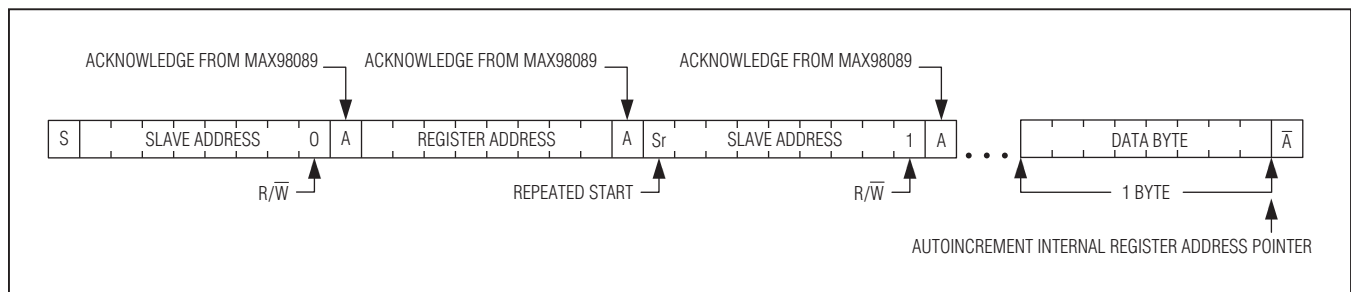 ACKNOWLEDGE FROM MAX98089 ACKNOWLEDGE FROM MAX98089 ACKNOWLEDGE FROM MAX98089
S SLAVE ADDRESS 0 A REGISTER ADDRESS A Sr SLAVE ADDRESS 1 A ... DATA BYTE A̅
R/W̅ REPEATED START R/W̅ 1 BYTE
AUTOINCREMENT INTERNAL REGISTER ADDRESS POINTER